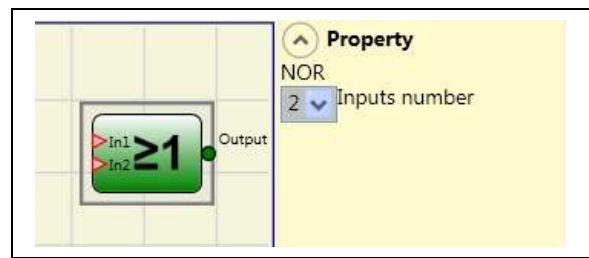 Property
NOR
2 Inputs number
In1
In2
≥1
Output